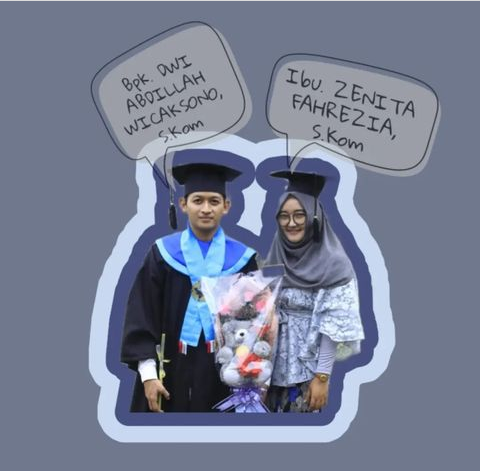 Bpk. DWI
ABDILLAH
WICAKSONO,
S.Kom
Ibu. ZENITA
FAHREZIA,
S.Kom